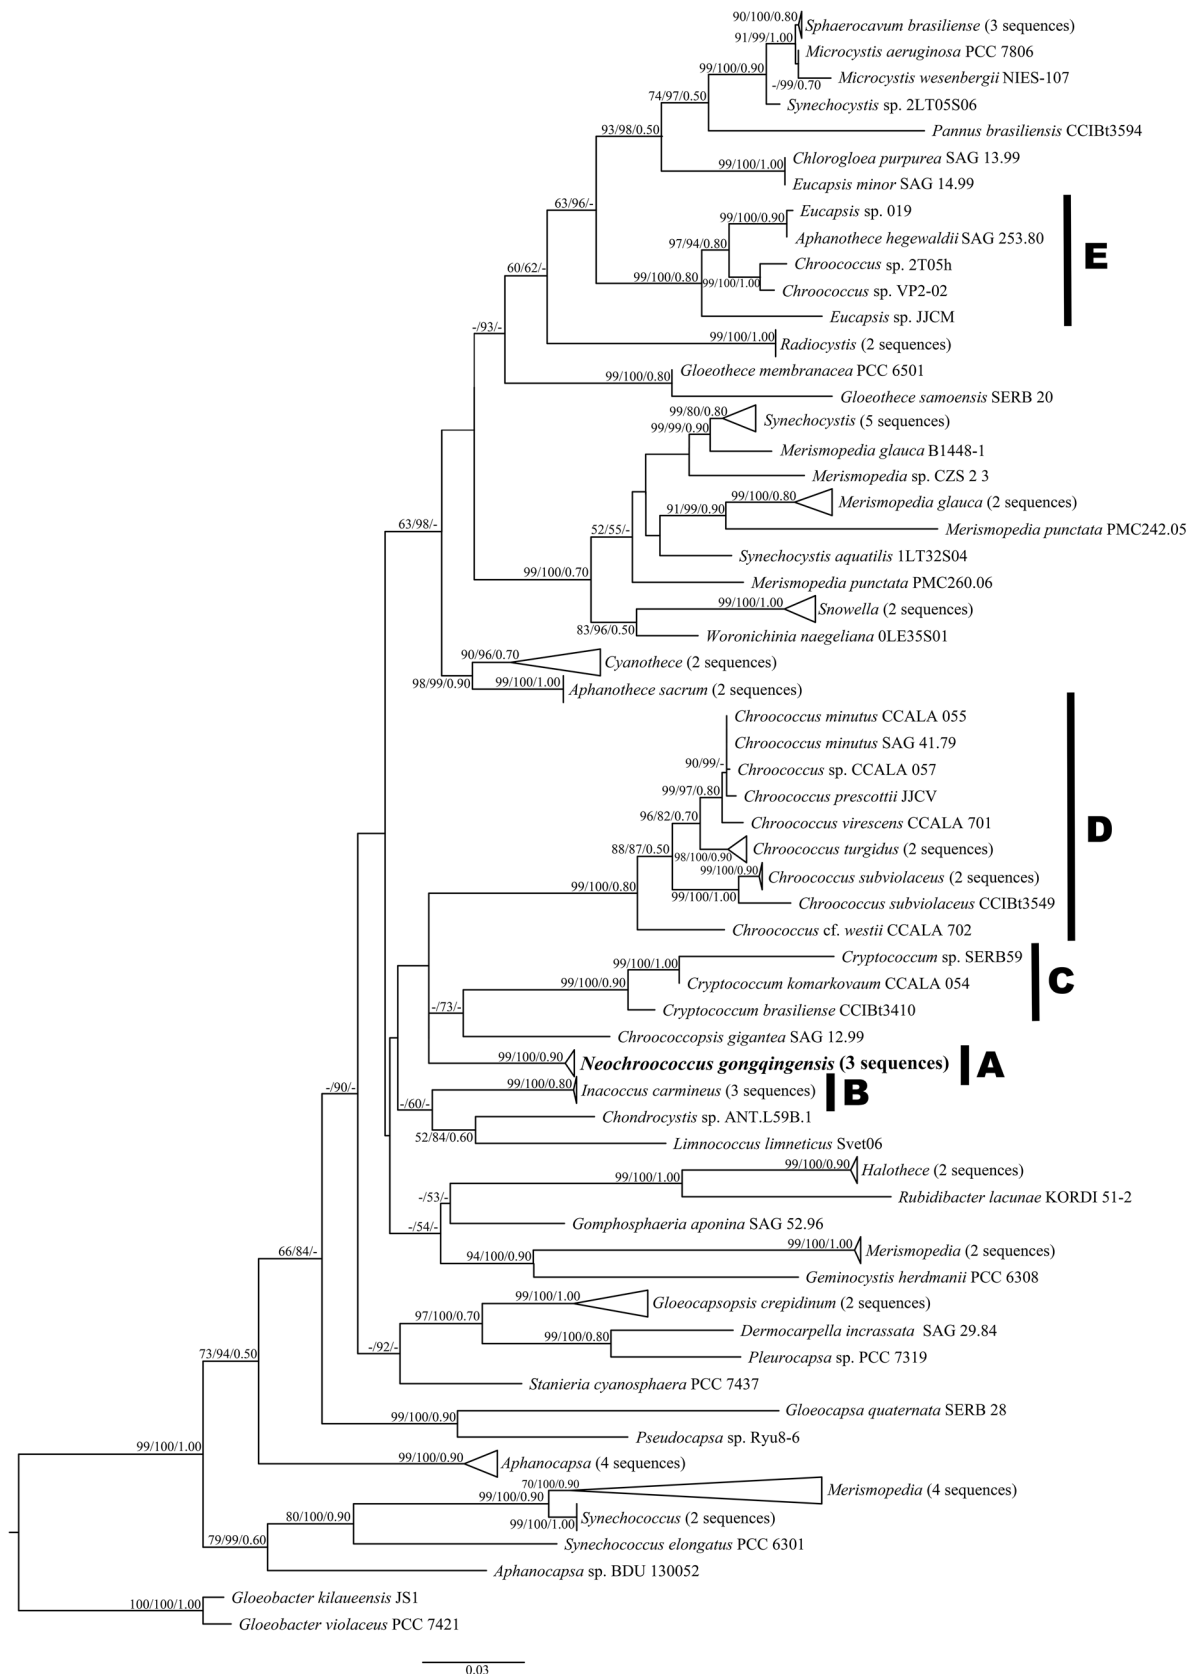 90/100/0.80
Sphaerocavum brasiliense (3 sequences)
91/99/1.00
Microcystis aeruginosa PCC 7806
99/100/0.90
Microcystis wesenbergii NIES-107
-/99/0.70
74/97/0.50
Synechocystis sp. 2LT05S06
93/98/0.50
Pannus brasiliensis CCIBt3594
99/100/1.00
Chlorogloea purpurea SAG 13.99
Eucapsis minor SAG 14.99
63/96/-
99/100/0.90
Eucapsis sp. 019
97/94/0.80
Aphanothece hegewaldii SAG 253.80
E
60/62/-
99/100/0.80
99/100/1.00
Chroococcus sp. 2T05h
Chroococcus sp. VP2-02
Eucapsis sp. JJCM
-/93/-
99/100/1.00
Radiocystis (2 sequences)
99/100/0.80
Gloeothece membranacea PCC 6501
Gloeothece samoensis SERB 20
99/80/0.80
Synechocystis (5 sequences)
99/99/0.90
Merismopedia glauca B1448-1
Merismopedia sp. CZS 2 3
99/100/0.80
Merismopedia glauca (2 sequences)
91/99/0.90
Merismopedia punctata PMC242.05
63/98/-
52/55/-
Synechocystis aquatilis 1LT32S04
99/100/0.70
Merismopedia punctata PMC260.06
99/100/1.00
Snowella (2 sequences)
83/96/0.50
Woronichinia naegeliana 0LE35S01
90/96/0.70
Cyanothece (2 sequences)
98/99/0.90
99/100/1.00
Aphanothece sacrum (2 sequences)
Chroococcus minutus CCALA 055
Chroococcus minutus SAG 41.79
90/99/-
Chroococcus sp. CCALA 057
99/97/0.80
Chroococcus prescottii JJCV
96/82/0.70
Chroococcus virescens CCALA 701
D
88/87/0.50
98/100/0.90
Chroococcus turgidus (2 sequences)
99/100/0.90
Chroococcus subviolaceus (2 sequences)
99/100/0.80
99/100/1.00
Chroococcus subviolaceus CCIBt3549
Chroococcus cf. westii CCALA 702
99/100/1.00
Cryptococcum sp. SERB59
99/100/0.90
Cryptococcum komarkovaum CCALA 054
C
-/73/-
Cryptococcum brasiliense CCIBt3410
Chroococcopsis gigantea SAG 12.99
99/100/0.90
Neochroococcus gongqingensis (3 sequences)
A
-/90/-
99/100/0.80
Inacoccus carmineus (3 sequences)
B
-/60/-
Chondrocystis sp. ANT.L59B.1
52/84/0.60
Limnococcus limneticus Svet06
99/100/0.90
Halothece (2 sequences)
99/100/1.00
Rubidibacter lacunae KORDI 51-2
-/53/-
Gomphosphaeria aponina SAG 52.96
-/54/-
99/100/1.00
Merismopedia (2 sequences)
94/100/0.90
Geminocystis herdmanii PCC 6308
66/84/-
99/100/1.00
Gloeocapsopsis crepidinum (2 sequences)
97/100/0.70
Dermocarpella incrassata SAG 29.84
99/100/0.80
Pleurocapsa sp. PCC 7319
-/92/-
73/94/0.50
Stanieria cyanosphaera PCC 7437
99/100/0.90
Gloeocapsa quaternata SERB 28
Pseudocapsa sp. Ryu8-6
99/100/1.00
99/100/0.90
Aphanocapsa (4 sequences)
70/100/0.90
Merismopedia (4 sequences)
99/100/0.90
80/100/0.90
99/100/1.00
Synechococcus (2 sequences)
79/99/0.60
Synechococcus elongatus PCC 6301
Aphanocapsa sp. BDU 130052
100/100/1.00
Gloeobacter kilaueensis JS1
Gloeobacter violaceus PCC 7421
0.03